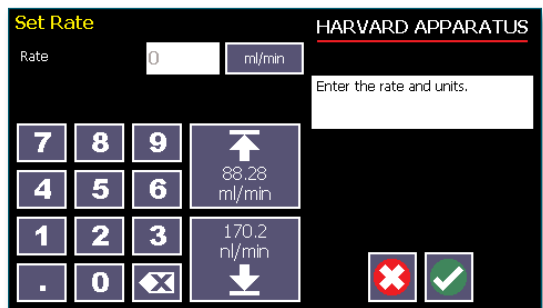 Set Rate
HARVARD APPARATUS
Rate 0 ml/min
Enter the rate and units.
7 8 9
88.28
ml/min
4 5 6
1 2 3
170.2
nl/min
. 0